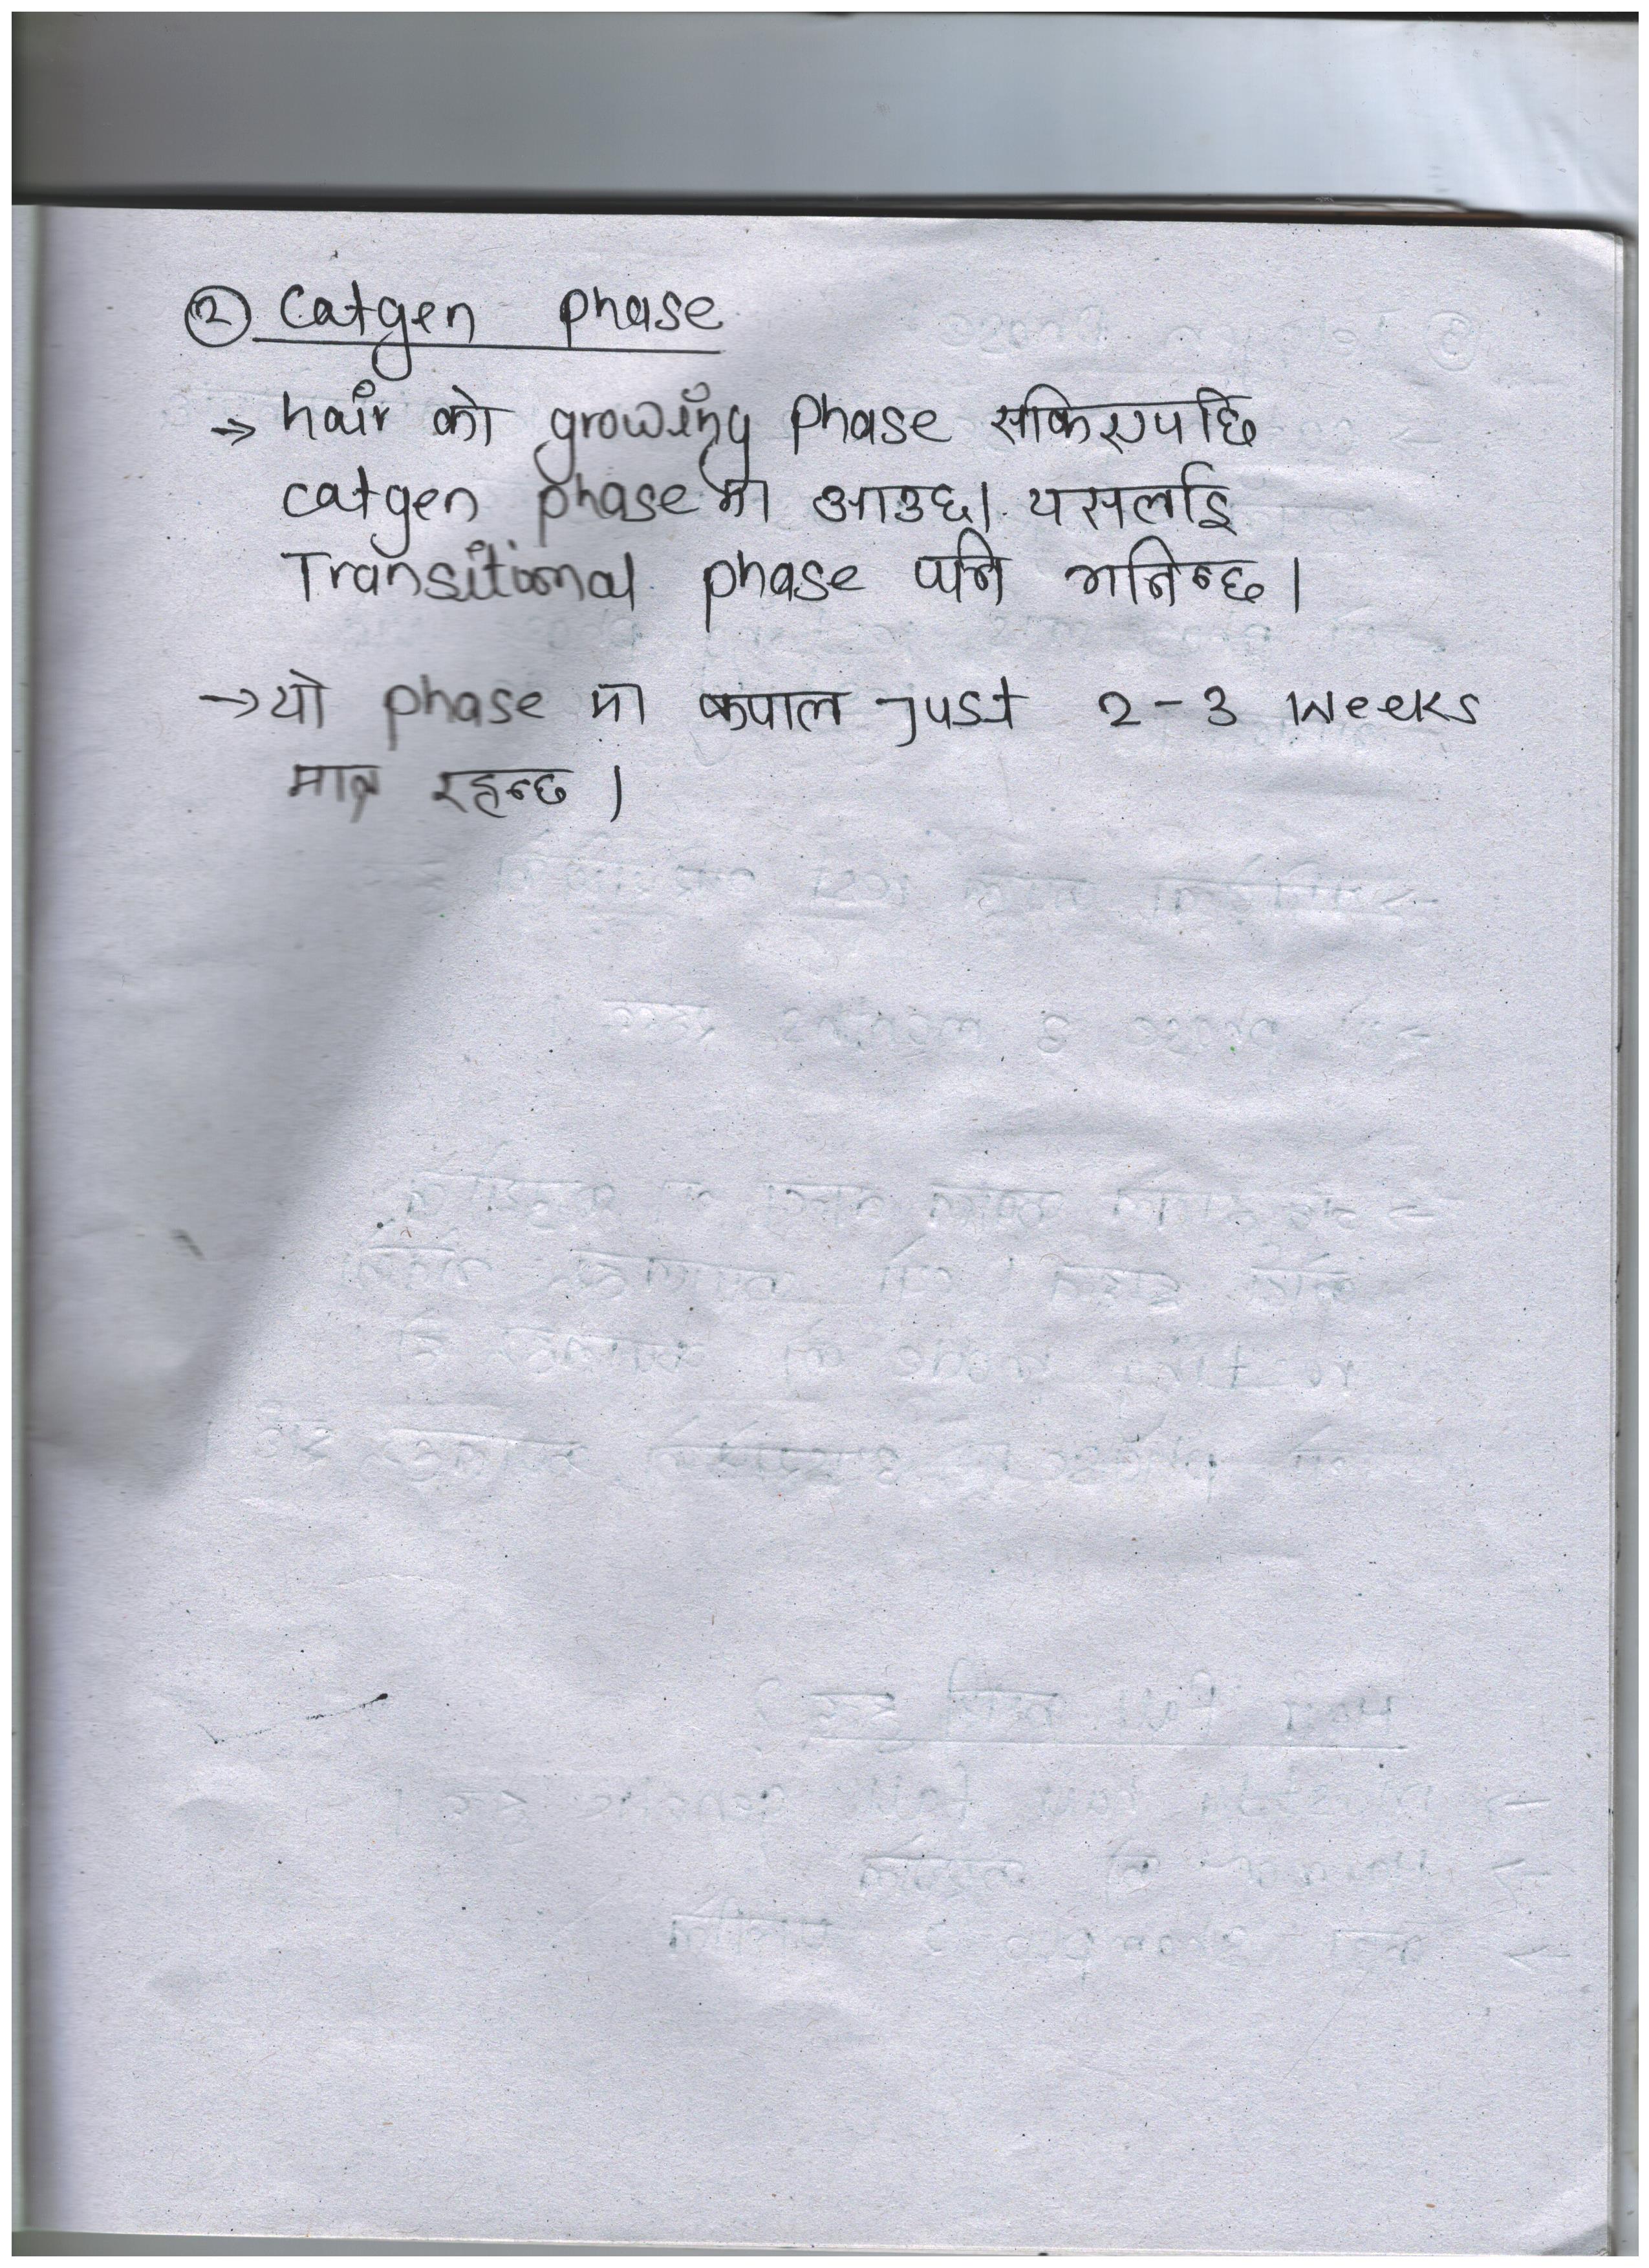 ② Catgen phase
→ hair को growing phase सकिएपछि
catgen phase मा आउछ। यसलाई
Transitional phase पनि भनिन्छ।
→ यो phase मा कपाल just 2-3 weeks
मात्र रहन्छ।